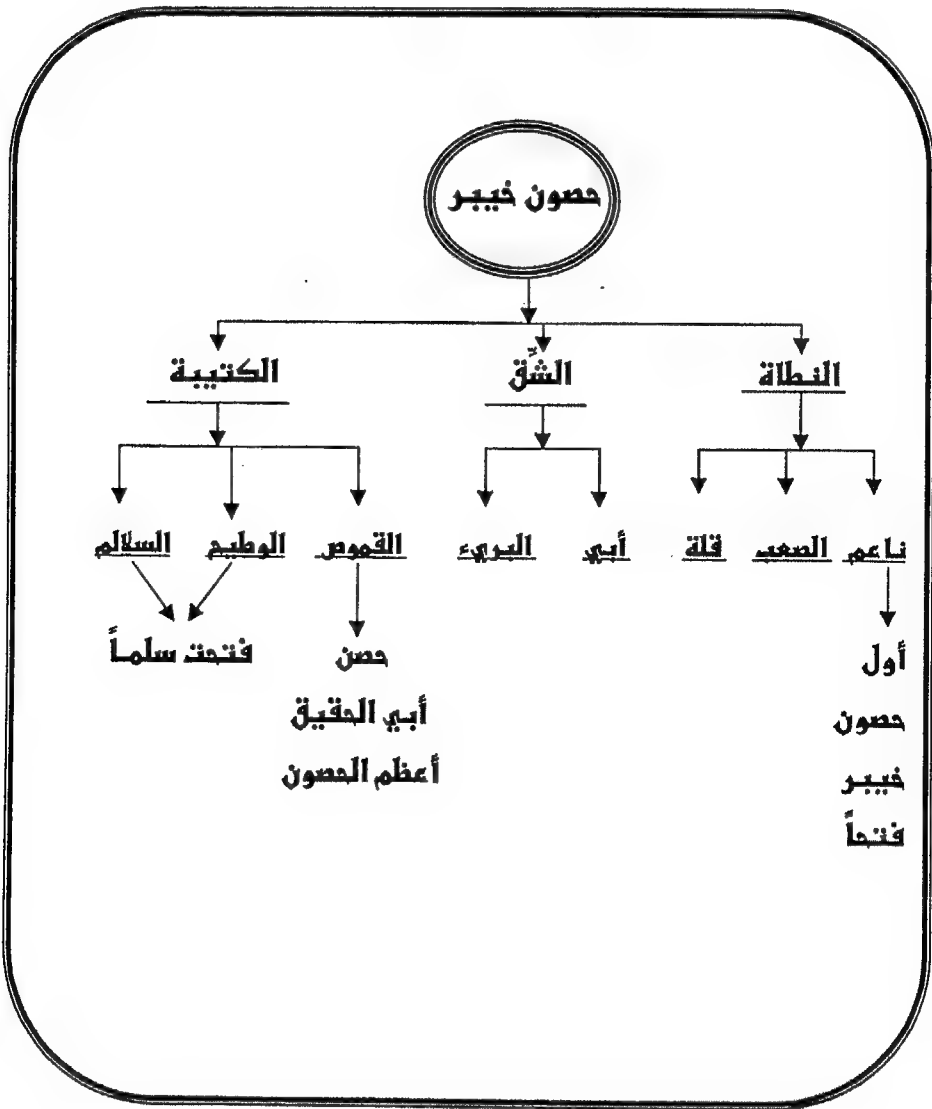 حصون خيبر
النطاة
الشِّق
الكتيبة
ناعم
الصعب
قلة
أبي
البريء
القموص
الوطيح
السلالم
أول
حصون
خيبر
فتحاً
حصن
أبي الحقيق
أعظم الحصون
فتحت سلماً